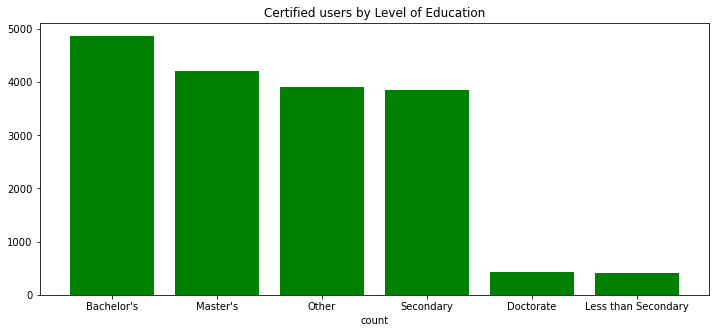 Certified users by Level of Education
5000
4000
3000
2000
1000
0
Bachelor's Master's Other Secondary Doctorate Less than Secondary
count